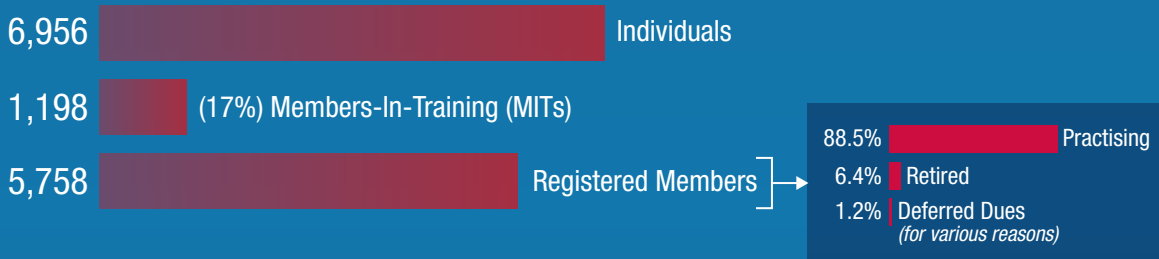 6,956 Individuals
1,198 (17%) Members-In-Training (MITs)
5,758 Registered Members
88.5% Practising
6.4% Retired
1.2% Deferred Dues
(for various reasons)